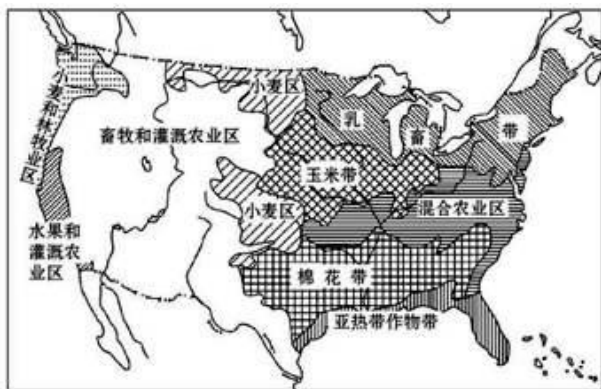 小麦和林牧业区
小麦区
乳
畜
带
畜牧和灌溉农业区
玉米带
小麦区
混合农业区
水果和
灌溉农
业区
棉花带
亚热带作物带